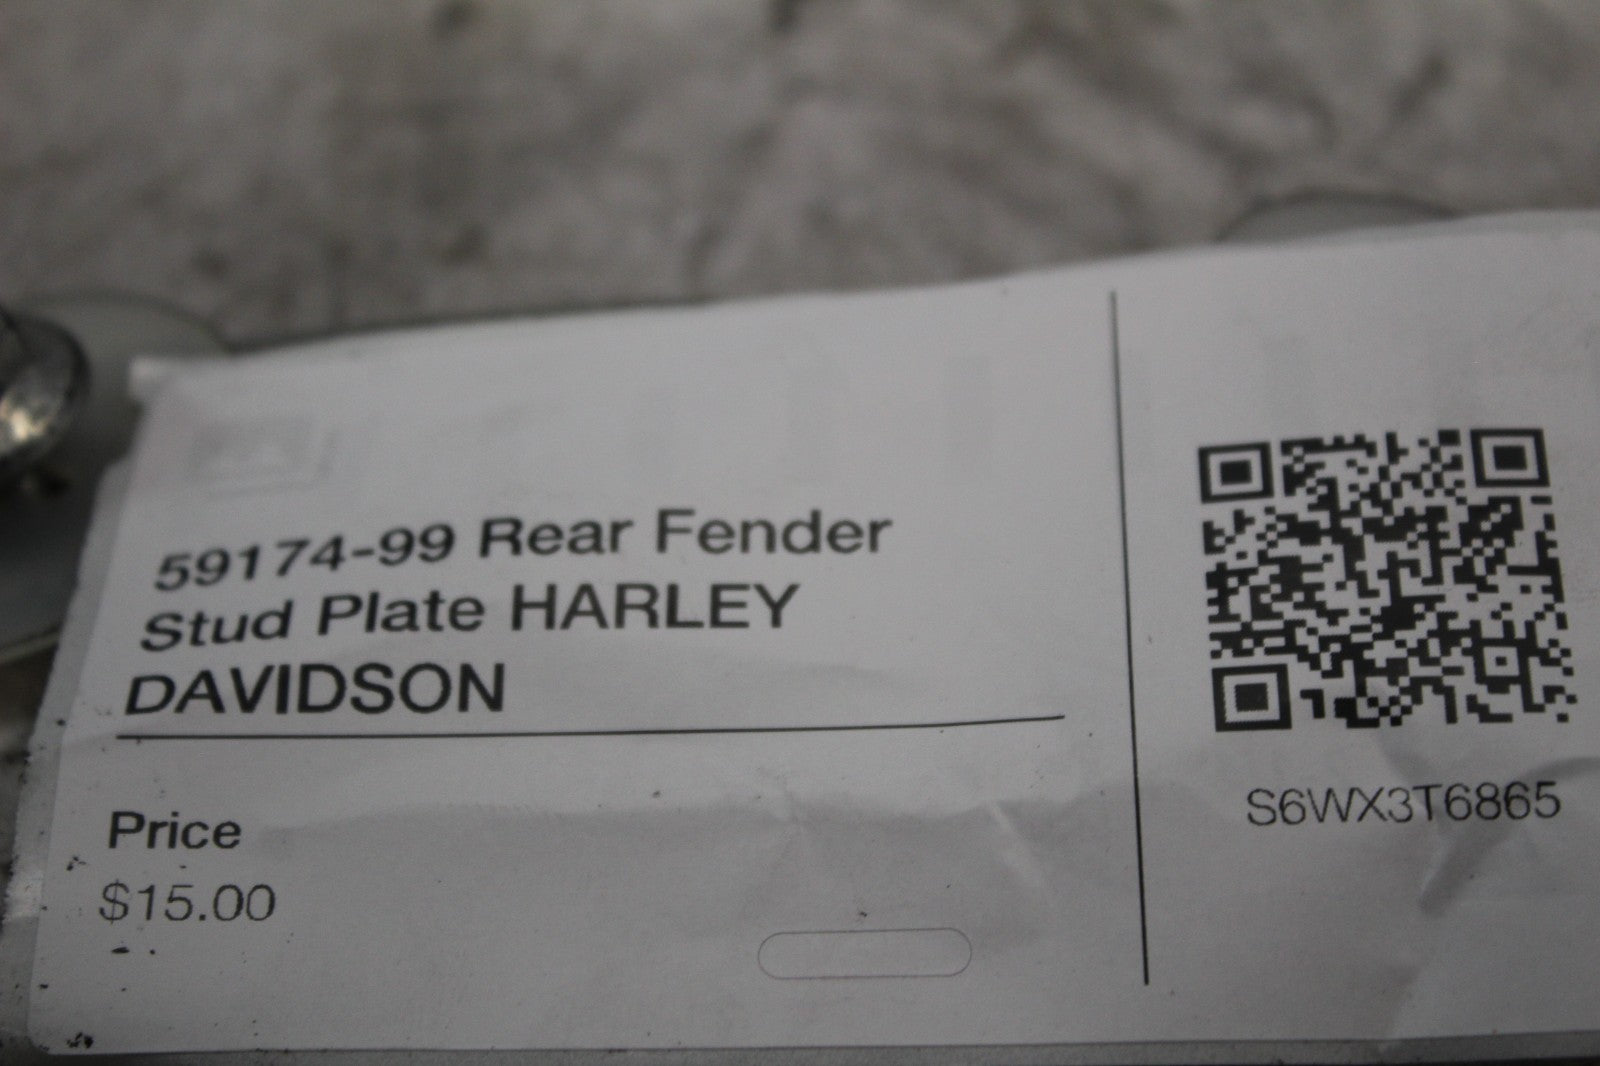 59174-99 Rear Fender
Stud Plate HARLEY
DAVIDSON
Price
$15.00
S6WX3T6865